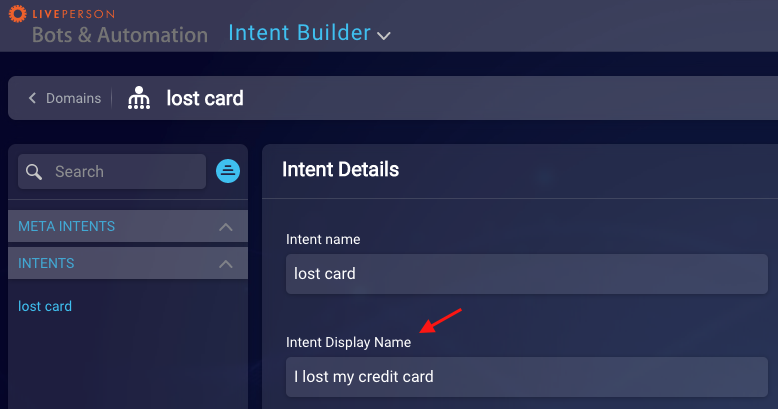 LIVEPERSON
Bots & Automation Intent Builder
Domains lost card
Search
META INTENTS
INTENTS
lost card
Intent Details
Intent name
lost card
Intent Display Name
I lost my credit card